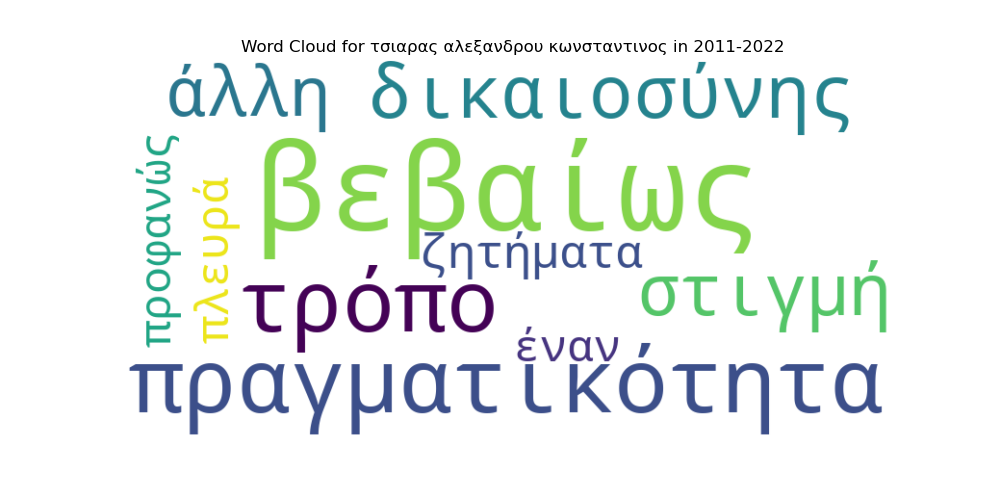 Word Cloud for τσιαρας αλεξανδρου κωνσταντινος in 2011-2022
άλλη δικαιοσύνης
προφανώς
πλευρά
βεβαίως
ζητήματα
τρόπο
στιγμή
έναν
πραγματικότητα